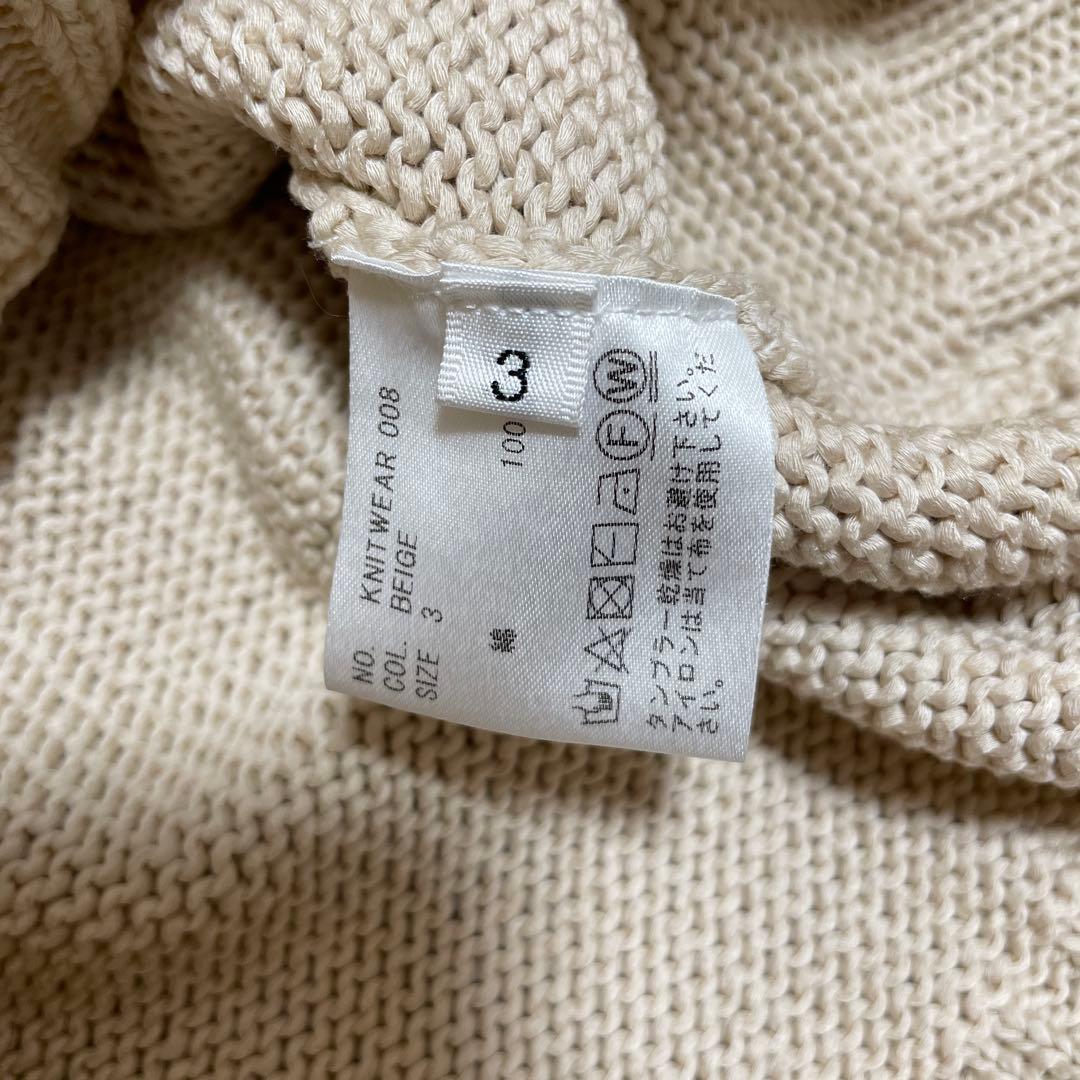 NO. KNITWEAR 008
COL. BEIGE
SIZE 3
3
綿 100
F W
タンブラー乾燥はお避け下さい。
アイロンは当て布を使用してくだ
さい。